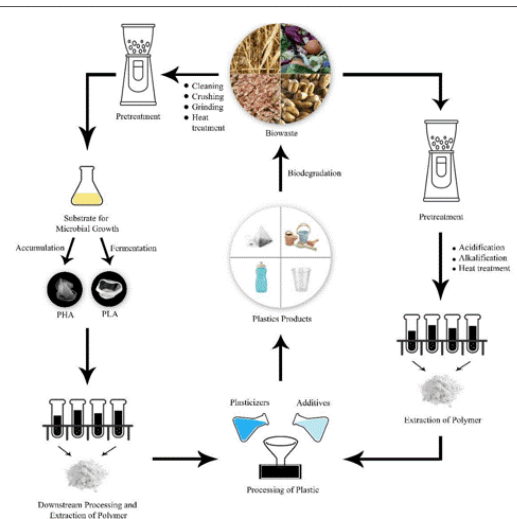 Biowaste
Cleaning
Crushing
Grinding
Heat
treatment
Pretreatment
Substrate for
Microbial Growth
Accumulation
Fermentation
PHA
PLA
Downstream Processing and
Extraction of Polymer
Biodegradation
Plastics Products
Plasticizers
Additives
Processing of Plastic
Pretreatment
Acidification
Alkalification
Heat treatment
Extraction of Polymer